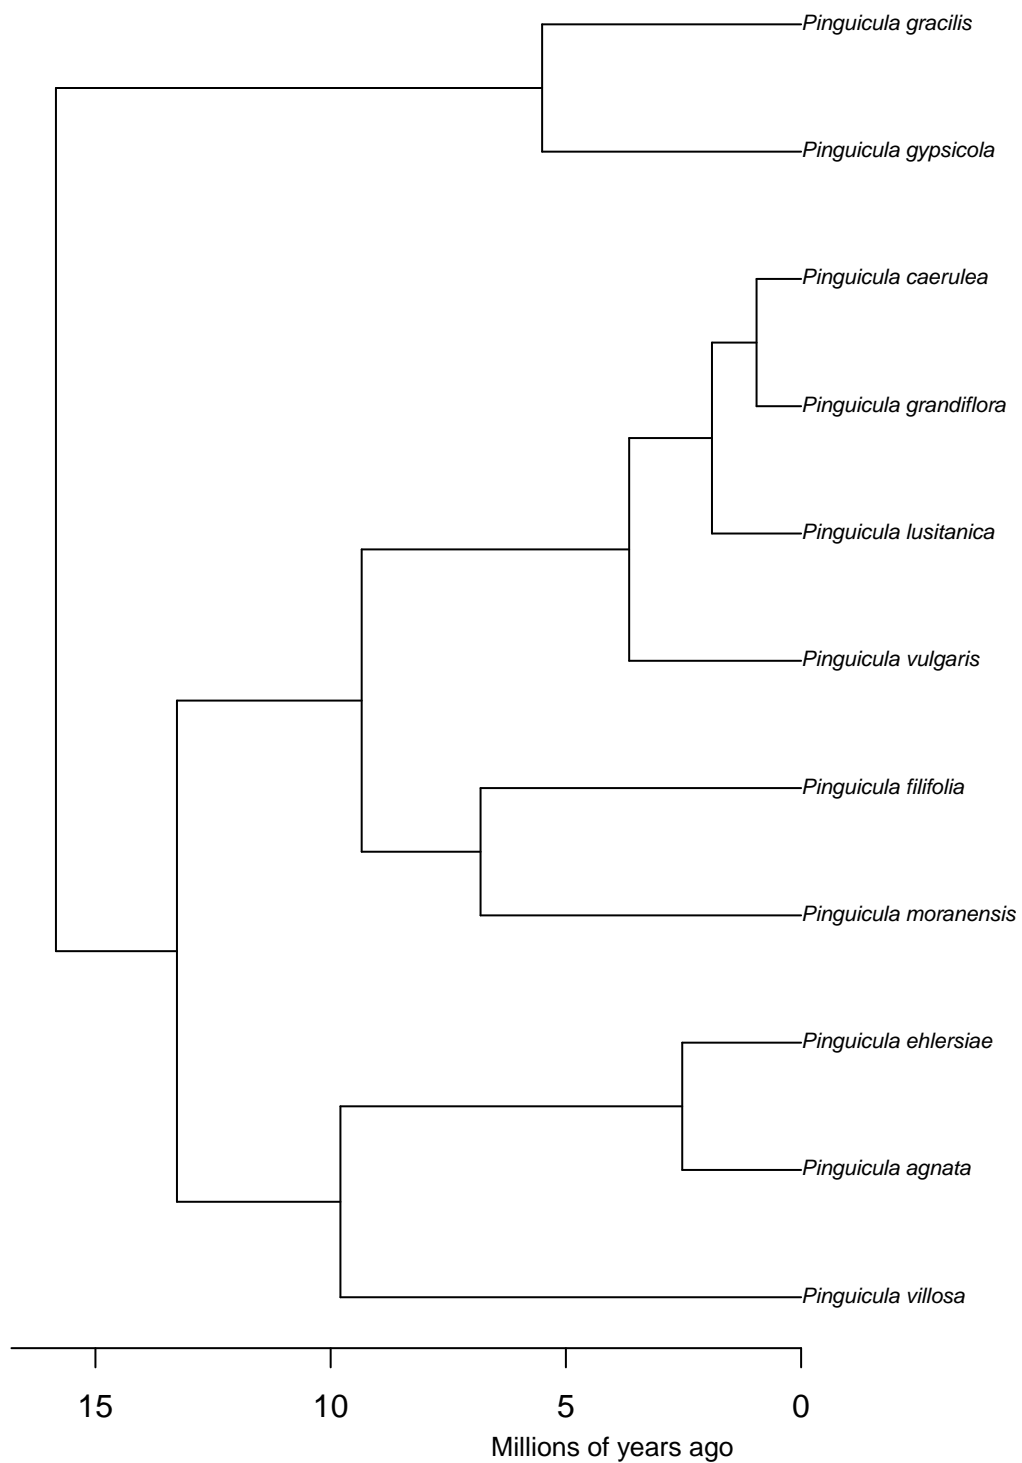 Pinguicula gracilis
Pinguicula gypsicola
Pinguicula caerulea
Pinguicula grandiflora
Pinguicula lusitanica
Pinguicula vulgaris
Pinguicula filifolia
Pinguicula moranensis
Pinguicula ehlersiae
Pinguicula agnata
Pinguicula villosa
15 10 5 0
Millions of years ago